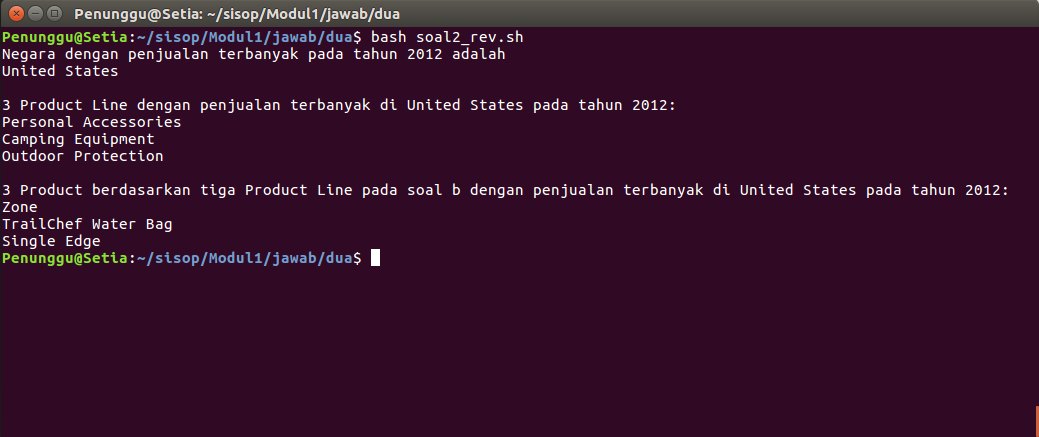 Penunggu@Setia: ~/sisop/Modul1/jawab/dua
Penunggu@Setia:~/sisop/Modul1/jawab/dua$ bash soal2_rev.sh
Negara dengan penjualan terbanyak pada tahun 2012 adalah
United States
3 Product Line dengan penjualan terbanyak di United States pada tahun 2012:
Personal Accessories
Camping Equipment
Outdoor Protection
3 Product berdasarkan tiga Product Line pada soal b dengan penjualan terbanyak di United States pada tahun 2012:
Zone
TrailChef Water Bag
Single Edge
Penunggu@Setia:~/sisop/Modul1/jawab/dua$